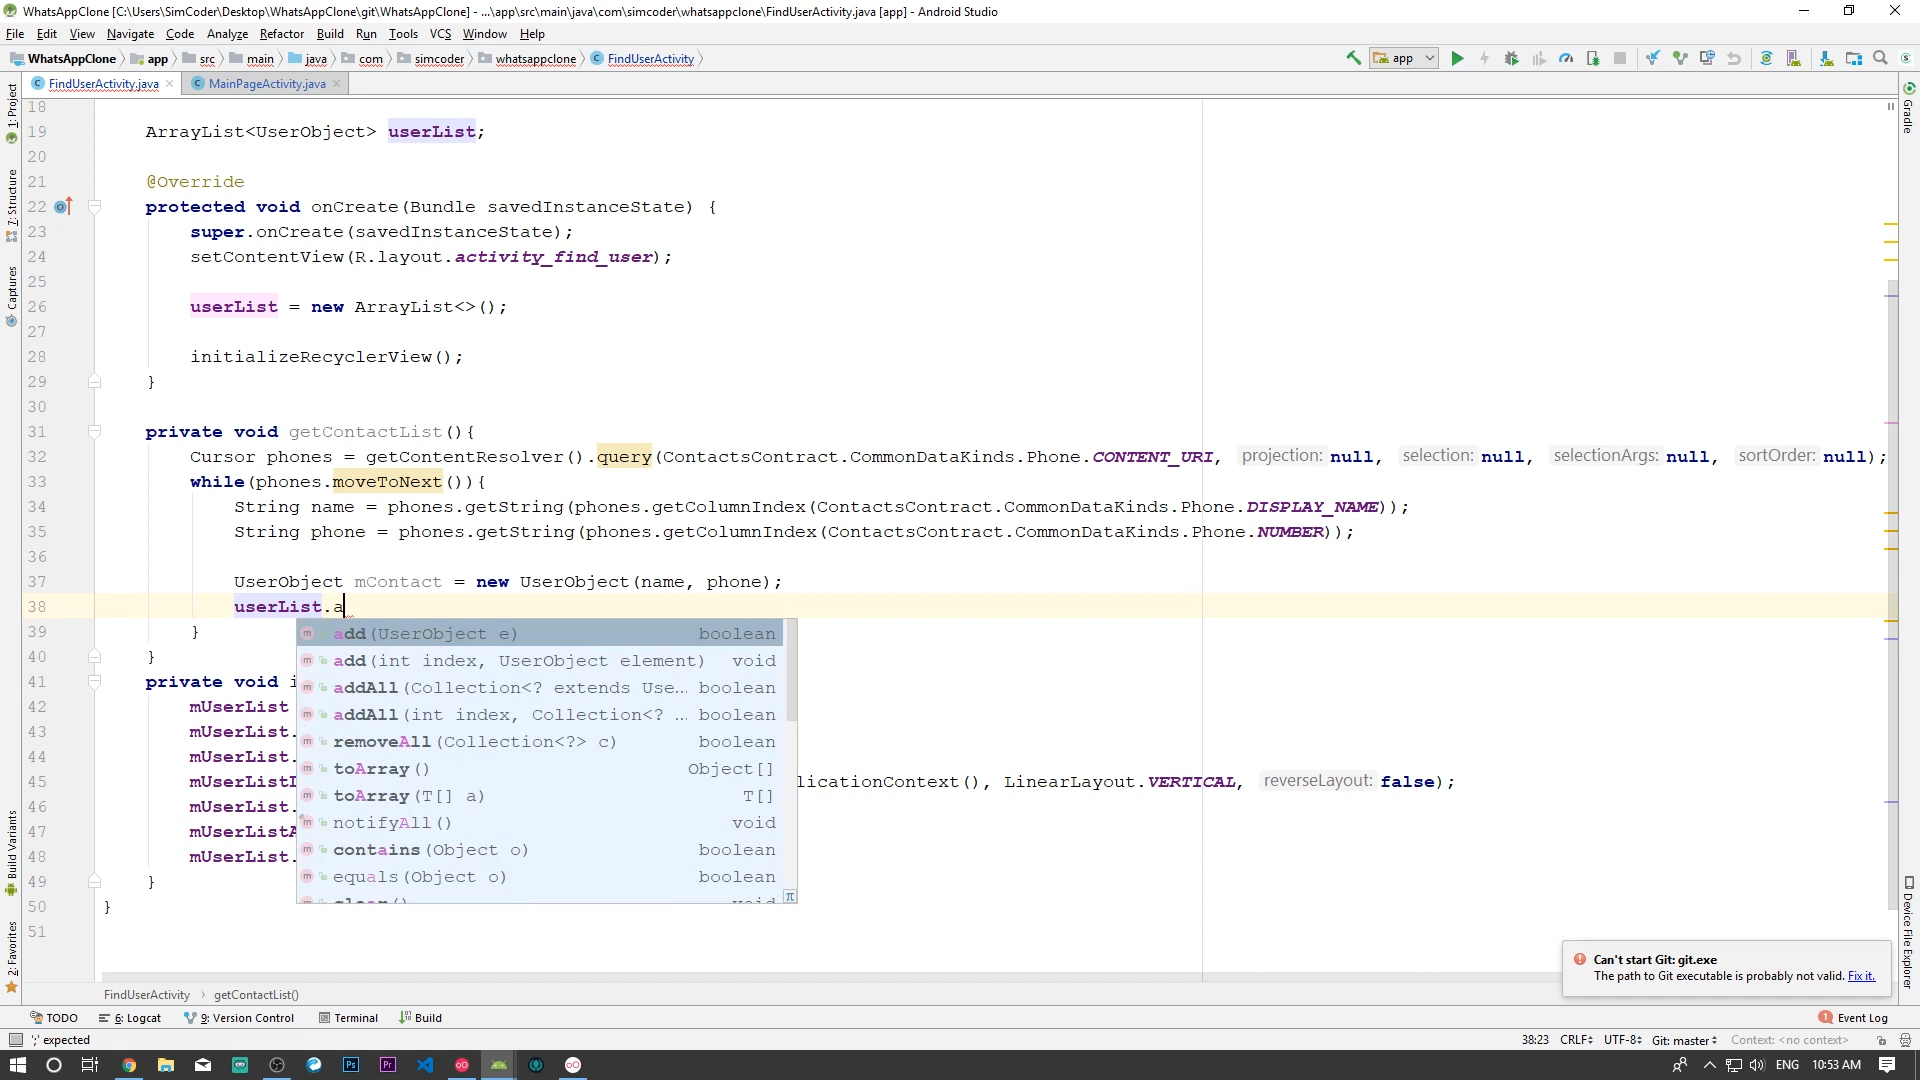 WhatsAppClone [C:\Users\SimCoder\Desktop\WhatsAppClone\git\WhatsAppClone] - ...\app\src\main\java\com\simcoder\whatsappclone\FindUserActivity.java [app] - Android Studio
File Edit View Navigate Code Analyze Refactor Build Run Tools VCS Window Help
WhatsAppClone app src main java com simcoder whatsappclone FindUserActivity app
FindUserActivity.java MainPageActivity.java
1: Project
7: Structure
Captures
Build Variants
2: Favorites
Gradle
Device File Explorer
18
19 ArrayList<UserObject> userList;
20
21 @Override
22 protected void onCreate(Bundle savedInstanceState) {
23 super.onCreate(savedInstanceState);
24 setContentView(R.layout.activity_find_user);
25
26 userList = new ArrayList<>();
27
28 initializeRecyclerView();
29 }
30
31 private void getContactList(){
32 Cursor phones = getContentResolver().query(ContactsContract.CommonDataKinds.Phone.CONTENT_URI, projection: null, selection: null, selectionArgs: null, sortOrder: null);
33 while(phones.moveToNext()){
34 String name = phones.getString(phones.getColumnIndex(ContactsContract.CommonDataKinds.Phone.DISPLAY_NAME));
35 String phone = phones.getString(phones.getColumnIndex(ContactsContract.CommonDataKinds.Phone.NUMBER));
36
37 UserObject mContact = new UserObject(name, phone);
38 userList.a
39 }
40 }
41 private void i
42 mUserList
43 mUserList.
44 mUserList.
45 mUserListI licationContext(), LinearLayout.VERTICAL, reverseLayout: false);
46 mUserList.
47 mUserListA
48 mUserList.
49 }
50 }
51
add(UserObject e) boolean
add(int index, UserObject element) void
addAll(Collection<? extends Use... boolean
addAll(int index, Collection<? ... boolean
removeAll(Collection<?> c) boolean
toArray() Object[]
toArray(T[] a) T[]
notifyAll() void
contains(Object o) boolean
equals(Object o) boolean
clear() void
π
Can't start Git: git.exe
The path to Git executable is probably not valid. Fix it.
FindUserActivity getContactList()
TODO 6: Logcat 9: Version Control Terminal Build 1 Event Log
';' expected 38:23 CRLF UTF-8 Git: master Context: <no context>
Ps Pr ENG 10:53 AM